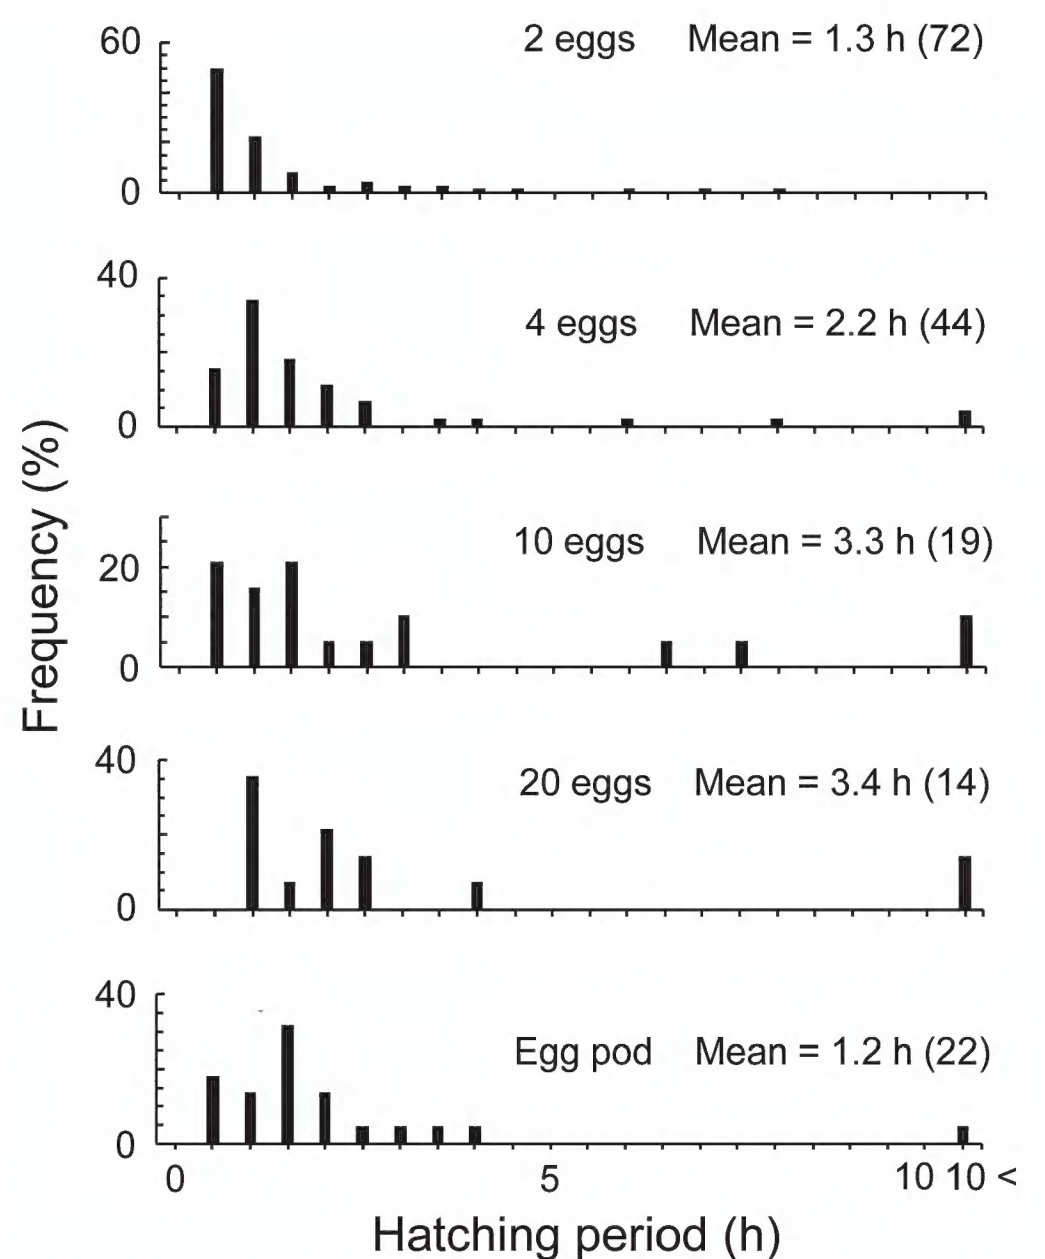 60
2 eggs Mean = 1.3 h (72)
0
40
4 eggs Mean = 2.2 h (44)
0
10 eggs Mean = 3.3 h (19)
20
0
40
20 eggs Mean = 3.4 h (14)
0
40
Egg pod Mean = 1.2 h (22)
0
Frequency (%)
0 5 10 10 <
Hatching period (h)